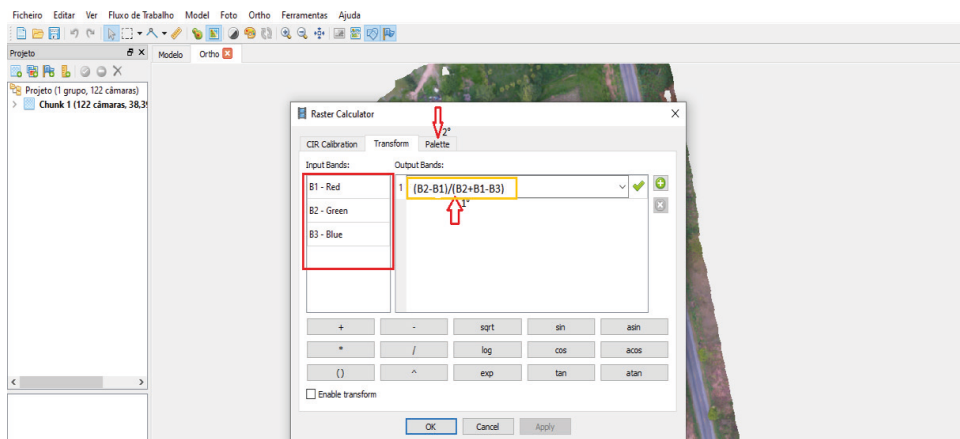 Ficheiro Editar Ver Fluxo de Trabalho Model Foto Ortho Ferramentas Ajuda
Projeto
Modelo Ortho
Projeto (1 grupo, 122 câmaras)
Chunk 1 (122 câmaras, 38,3
Raster Calculator
2°
CIR Calibration Transform Palette
Input Bands: Output Bands:
B1 - Red
1 (B2-B1)/(B2+B1-B3)
1°
B2 - Green
B3 - Blue
+ - sqrt sin asin
* / log cos acos
() ^ exp tan atan
Enable transform
OK Cancel Apply